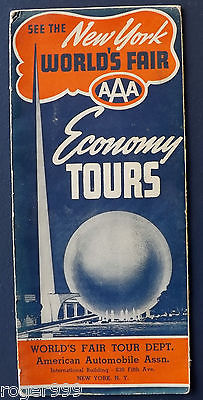 SEE THE New York
WORLD'S FAIR
AAA
Economy
TOURS
WORLD'S FAIR TOUR DEPT.
American Automobile Assn.
International Building - 630 Fifth Ave.
NEW YORK, N. Y.
roger999